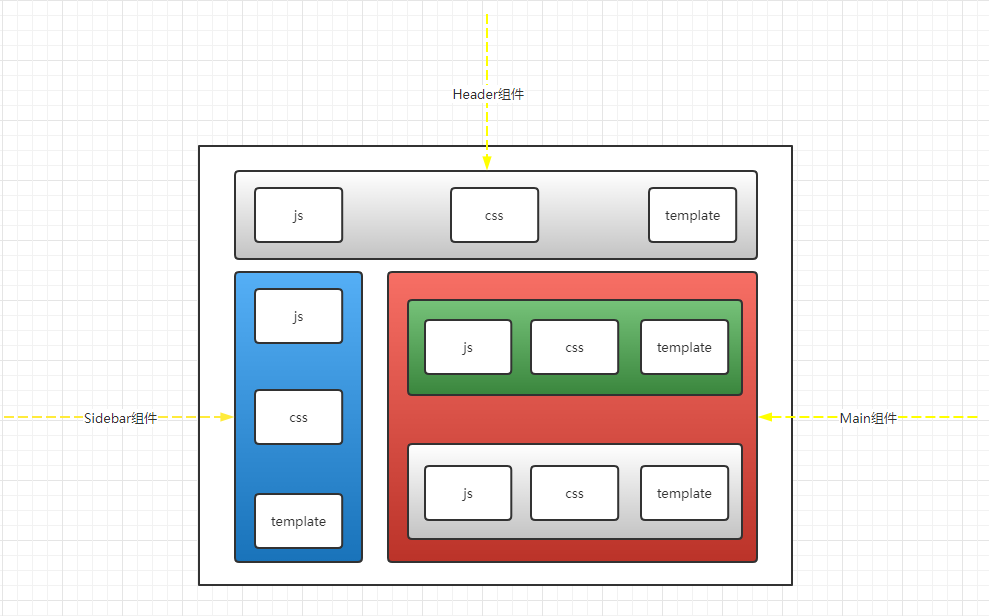 Header组件
js
css
template
js
css
template
Sidebar组件
js
css
template
js
css
template
Main组件